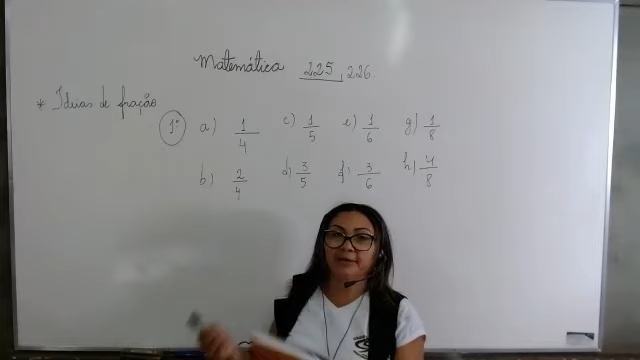 Matemática 225, 226.
* Ideias de fração
1º a) 1/4 c) 1/5 e) 1/6 g) 1/8
b) 2/4 d) 3/5 f) 3/6 h) 4/8